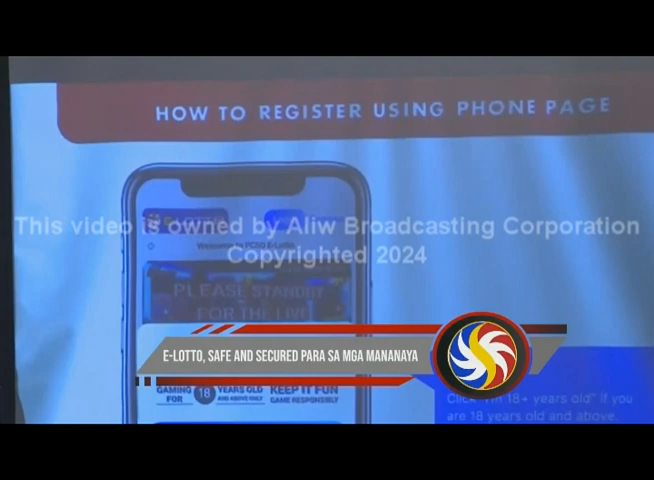 HOW TO REGISTER USING PHONE PAGE
This video is owned by Aliw Broadcasting Corporation
Copyrighted 2024
Welcome to PCSO E-Lotto
PLEASE STANDBY
FOR THE LIVE
E-LOTTO, SAFE AND SECURED PARA SA MGA MANANAYA
GAMING
FOR
18
YEARS OLD
AND ABOVE ONLY
KEEP IT FUN
GAME RESPONSIBLY
Click "I'm 18+ years old" if you
are 18 years old and above.